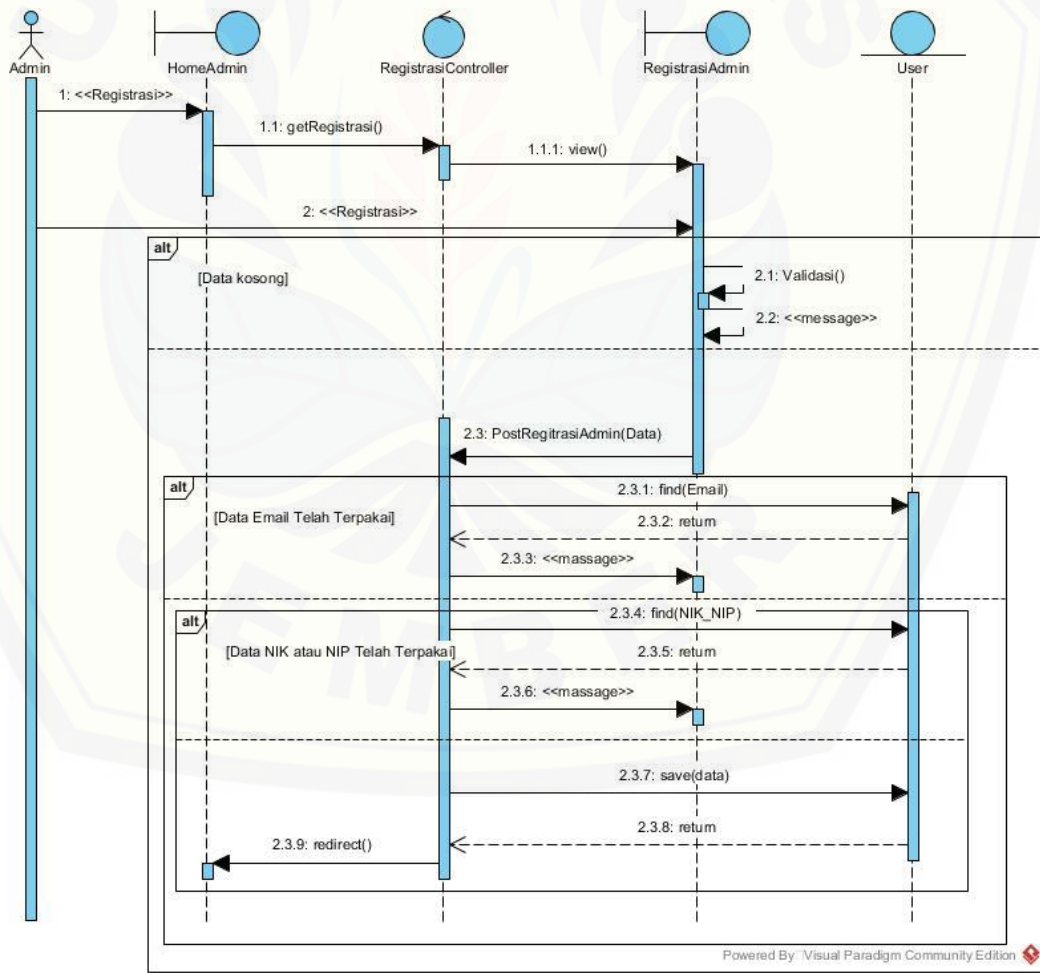 Admin
HomeAdmin
RegistrasiController
RegistrasiAdmin
User
1: <<Registrasi>>
1.1: getRegistrasi()
1.1.1: view()
2: <<Registrasi>>
alt
[Data kosong]
2.1: Validasi()
2.2: <<message>>
2.3: PostRegitrasiAdmin(Data)
alt
2.3.1: find(Email)
[Data Email Telah Terpakai]
2.3.2: return
2.3.3: <<massage>>
alt
2.3.4: find(NIK_NIP)
[Data NIK atau NIP Telah Terpakai]
2.3.5: return
2.3.6: <<massage>>
2.3.7: save(data)
2.3.8: return
2.3.9: redirect()
JEMBER
Powered By Visual Paradigm Community Edition